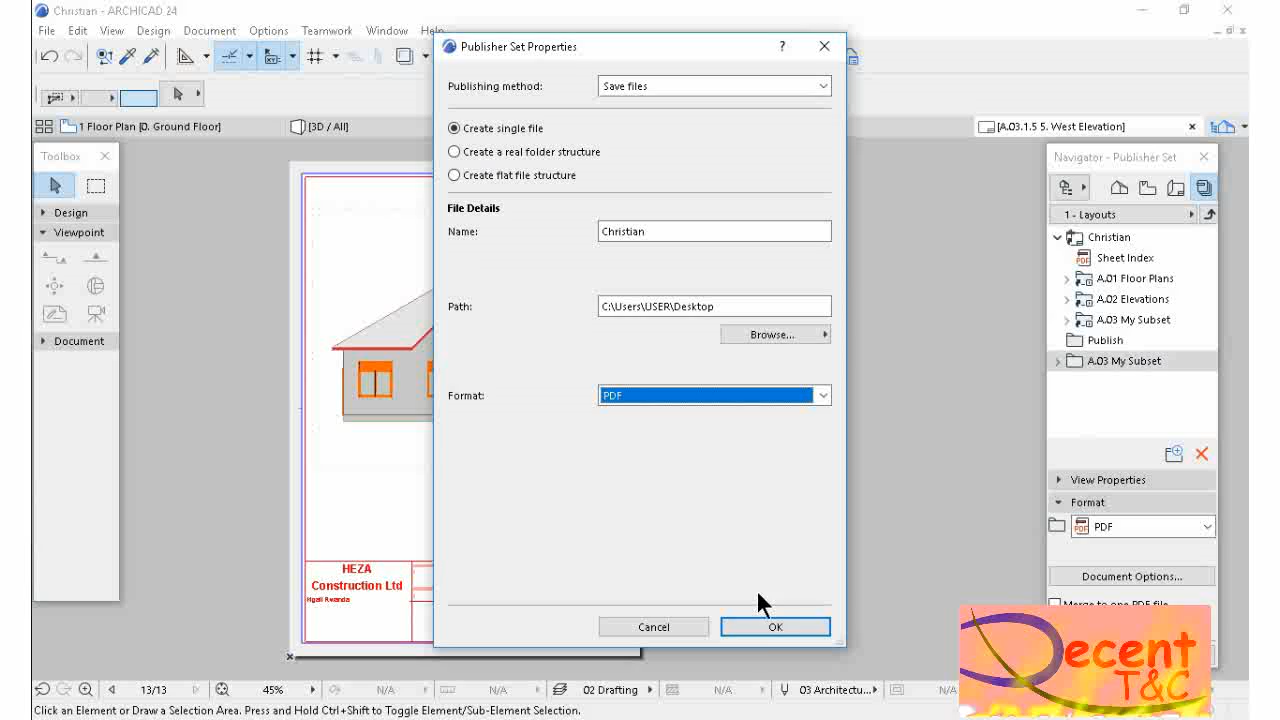 Christian - ARCHICAD 24
File Edit View Design Document Options Teamwork Window Help
1 Floor Plan [0. Ground Floor]
[3D / All]
[A.03.1.5 5. West Elevation]
Toolbox
Design
Viewpoint
Document
HEZA
Construction Ltd
Publisher Set Properties
?
Publishing method:
Save files
Create single file
Create a real folder structure
Create flat file structure
File Details
Name:
Christian
Path:
C:\Users\USER\Desktop
Browse...
Format:
PDF
Cancel
OK
Navigator - Publisher Set
1 - Layouts
Christian
Sheet Index
A.01 Floor Plans
A.02 Elevations
A.03 My Subset
Publish
A.03 My Subset
View Properties
Format
PDF
Document Options...
Merge to one PDF file
Decent
T&C
13/13
45%
N/A
N/A
02 Drafting
N/A
03 Architectu...
N/A
Click an Element or Draw a Selection Area. Press and Hold Ctrl+Shift to Toggle Element/Sub-Element Selection.